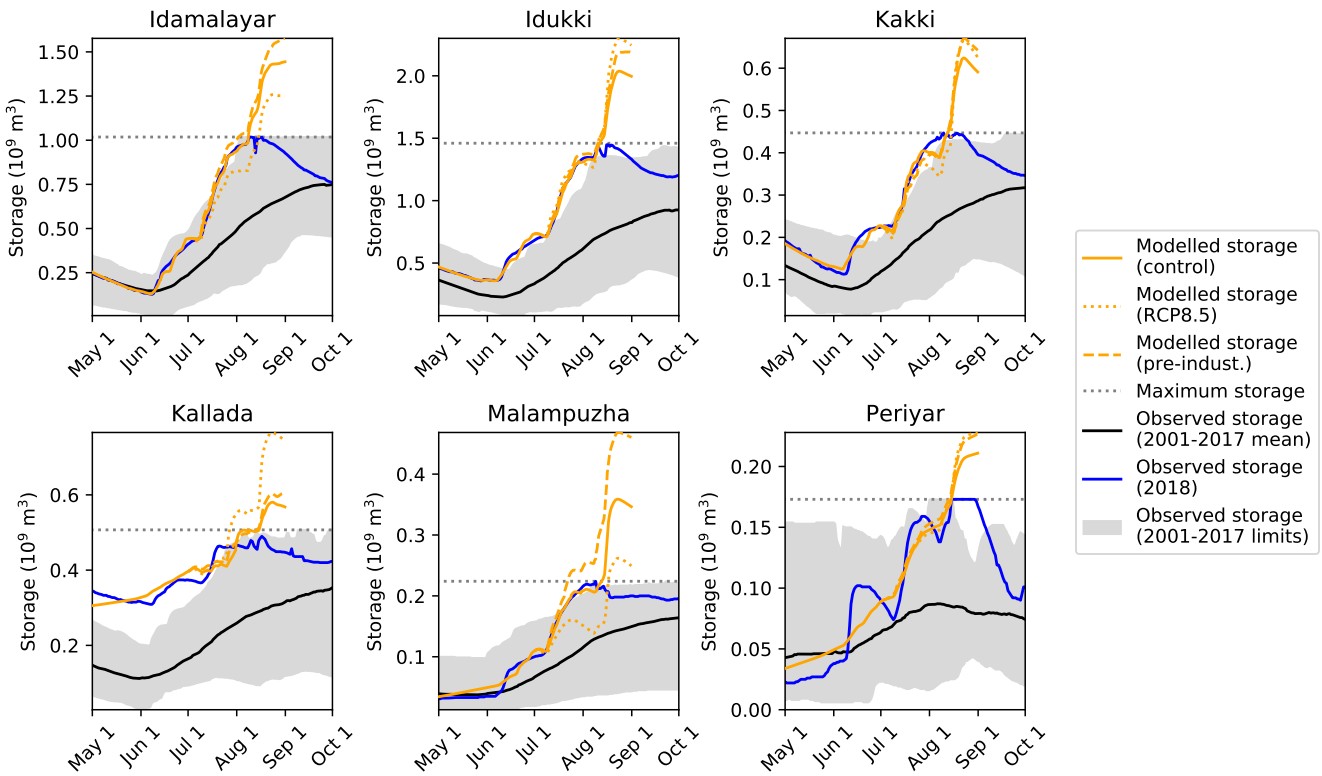 Idamalayar
Idukki
Kakki
Storage (10⁹ m³)
1.50
1.25
1.00
0.75
0.50
0.25
May 1
Jun 1
Jul 1
Aug 1
Sep 1
Oct 1
Storage (10⁹ m³)
2.0
1.5
1.0
0.5
May 1
Jun 1
Jul 1
Aug 1
Sep 1
Oct 1
Storage (10⁹ m³)
0.6
0.5
0.4
0.3
0.2
0.1
May 1
Jun 1
Jul 1
Aug 1
Sep 1
Oct 1
Kallada
Malampuzha
Periyar
Storage (10⁹ m³)
0.6
0.4
0.2
May 1
Jun 1
Jul 1
Aug 1
Sep 1
Oct 1
Storage (10⁹ m³)
0.4
0.3
0.2
0.1
May 1
Jun 1
Jul 1
Aug 1
Sep 1
Oct 1
Storage (10⁹ m³)
0.20
0.15
0.10
0.05
0.00
May 1
Jun 1
Jul 1
Aug 1
Sep 1
Oct 1
Modelled storage
(control)
Modelled storage
(RCP8.5)
Modelled storage
(pre-indust.)
Maximum storage
Observed storage
(2001-2017 mean)
Observed storage
(2018)
Observed storage
(2001-2017 limits)